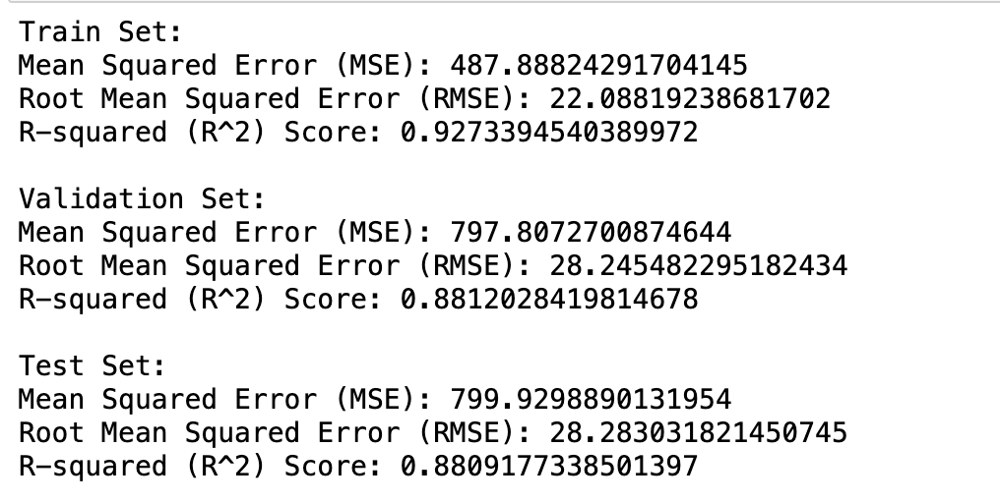 Train Set:
Mean Squared Error (MSE): 487.88824291704145
Root Mean Squared Error (RMSE): 22.08819238681702
R-squared (R^2) Score: 0.9273394540389972
Validation Set:
Mean Squared Error (MSE): 797.8072700874644
Root Mean Squared Error (RMSE): 28.245482295182434
R-squared (R^2) Score: 0.8812028419814678
Test Set:
Mean Squared Error (MSE): 799.9298890131954
Root Mean Squared Error (RMSE): 28.283031821450745
R-squared (R^2) Score: 0.8809177338501397